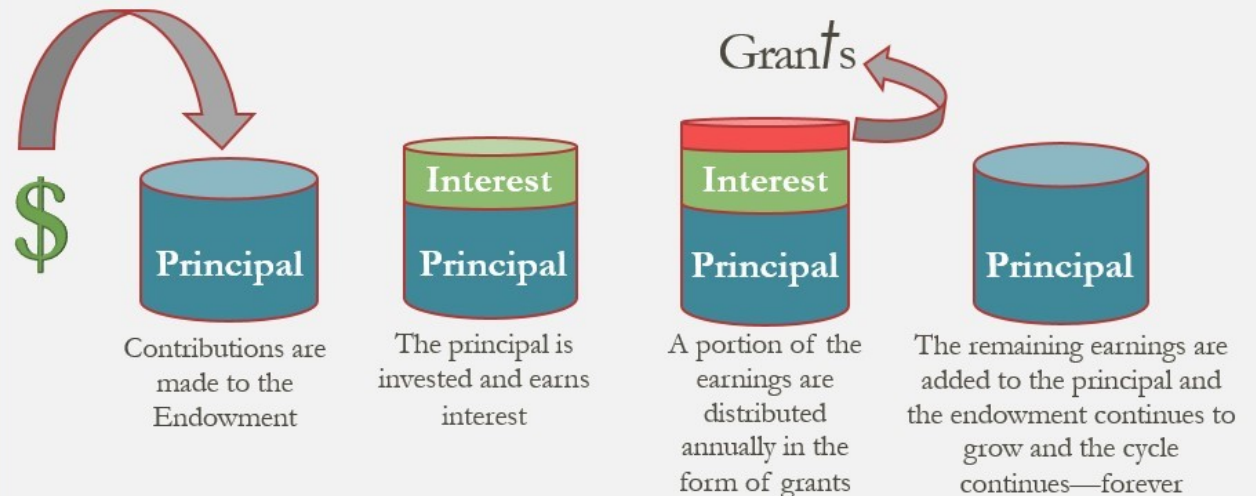 Grants
$
Principal
Contributions are
made to the
Endowment
Interest
Principal
The principal is
invested and earns
interest
Interest
Principal
A portion of the
earnings are
distributed
annually in the
form of grants
Principal
The remaining earnings are
added to the principal and
the endowment continues to
grow and the cycle
continues—forever